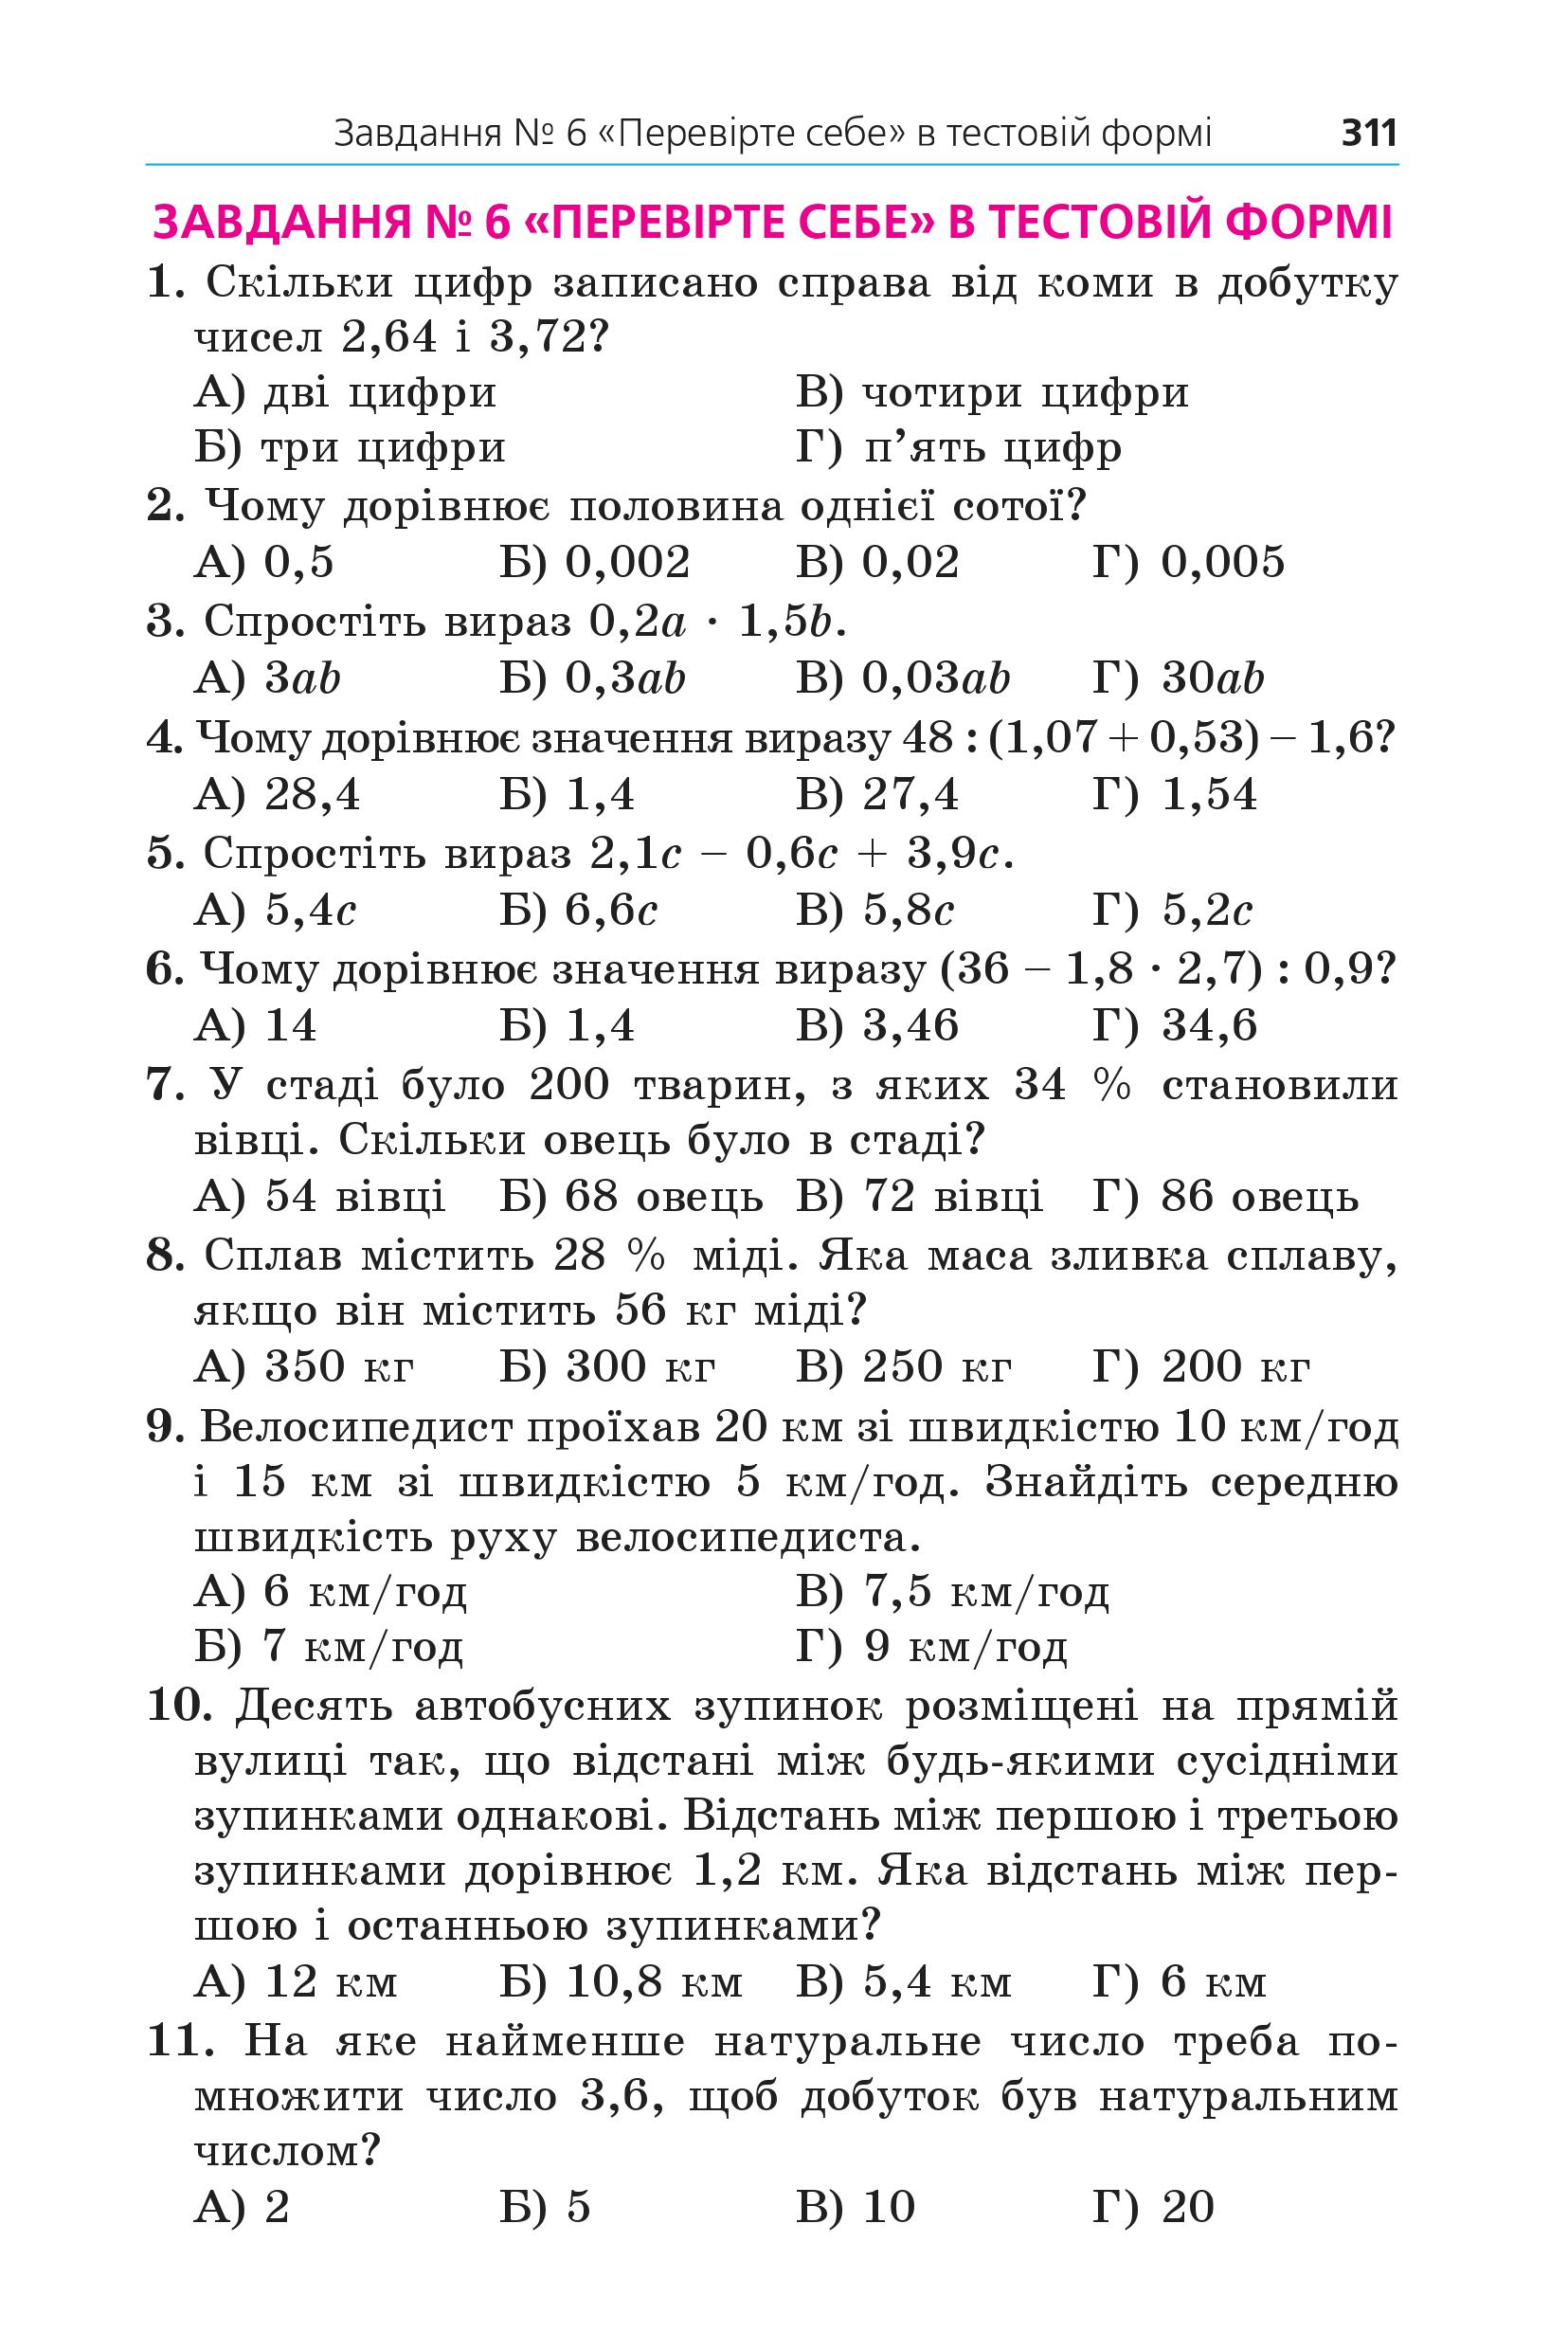 Завдання № 6 «Перевірте себе» в тестовій формі 311
ЗАВДАННЯ № 6 «ПЕРЕВІРТЕ СЕБЕ» В ТЕСТОВІЙ ФОРМІ
1. Скільки цифр записано справа від коми в добутку
чисел 2,64 і 3,72?
А) дві цифри В) чотири цифри
Б) три цифри Г) п’ять цифр
2. Чому дорівнює половина однієї сотої?
А) 0,5 Б) 0,002 В) 0,02 Г) 0,005
3. Спростіть вираз 0,2a · 1,5b.
А) 3ab Б) 0,3ab В) 0,03ab Г) 30ab
4. Чому дорівнює значення виразу 48 : (1,07 + 0,53) – 1,6?
А) 28,4 Б) 1,4 В) 27,4 Г) 1,54
5. Спростіть вираз 2,1c – 0,6c + 3,9c.
А) 5,4c Б) 6,6c В) 5,8c Г) 5,2c
6. Чому дорівнює значення виразу (36 – 1,8 · 2,7) : 0,9?
А) 14 Б) 1,4 В) 3,46 Г) 34,6
7. У стаді було 200 тварин, з яких 34 % становили
вівці. Скільки овець було в стаді?
А) 54 вівці Б) 68 овець В) 72 вівці Г) 86 овець
8. Сплав містить 28 % міді. Яка маса зливка сплаву,
якщо він містить 56 кг міді?
А) 350 кг Б) 300 кг В) 250 кг Г) 200 кг
9. Велосипедист проїхав 20 км зі швидкістю 10 км/год
і 15 км зі швидкістю 5 км/год. Знайдіть середню
швидкість руху велосипедиста.
А) 6 км/год В) 7,5 км/год
Б) 7 км/год Г) 9 км/год
10. Десять автобусних зупинок розміщені на прямій
вулиці так, що відстані між будь-якими сусідніми
зупинками однакові. Відстань між першою і третьою
зупинками дорівнює 1,2 км. Яка відстань між пер-
шою і останньою зупинками?
А) 12 км Б) 10,8 км В) 5,4 км Г) 6 км
11. На яке найменше натуральне число треба по-
множити число 3,6, щоб добуток був натуральним
числом?
А) 2 Б) 5 В) 10 Г) 20